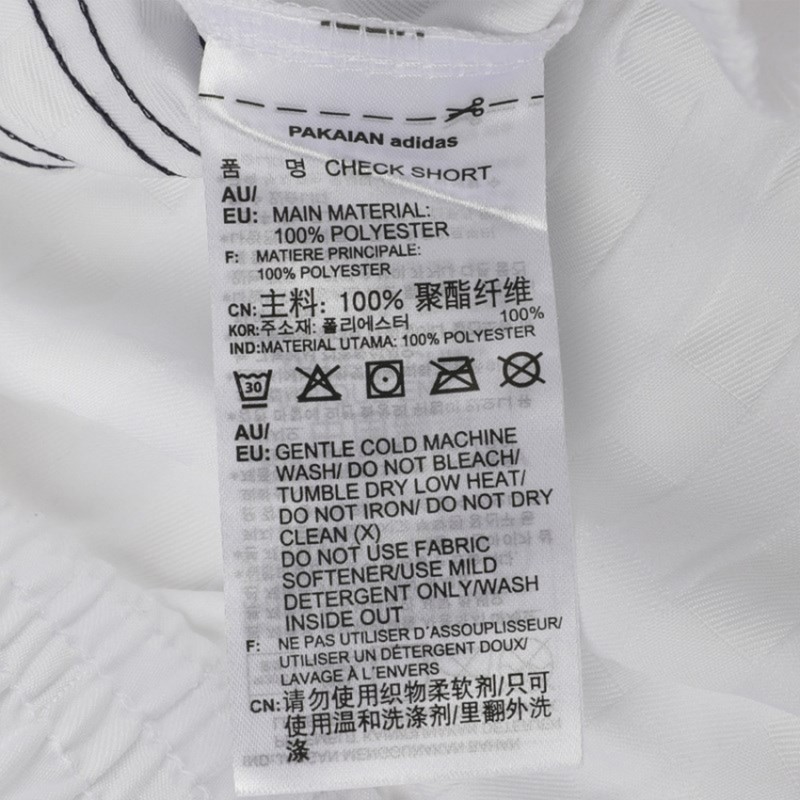 PAKAIAN adidas
품 명 CHECK SHORT
AU/
EU: MAIN MATERIAL:
100% POLYESTER
F: MATIERE PRINCIPALE:
100% POLYESTER
CN: 主料: 100% 聚酯纤维
KOR: 주소재: 폴리에스터 100%
IND: MATERIAL UTAMA: 100% POLYESTER
30
AU/
EU: GENTLE COLD MACHINE
WASH/ DO NOT BLEACH/
TUMBLE DRY LOW HEAT/
DO NOT IRON/ DO NOT DRY
CLEAN (X)
DO NOT USE FABRIC
SOFTENER/USE MILD
DETERGENT ONLY/WASH
INSIDE OUT
F: NE PAS UTILISER D'ASSOUPLISSEUR/
UTILISER UN DÉTERGENT DOUX/
LAVAGE À L'ENVERS
CN: 请勿使用织物柔软剂/只可
使用温和洗涤剂/里翻外洗
涤